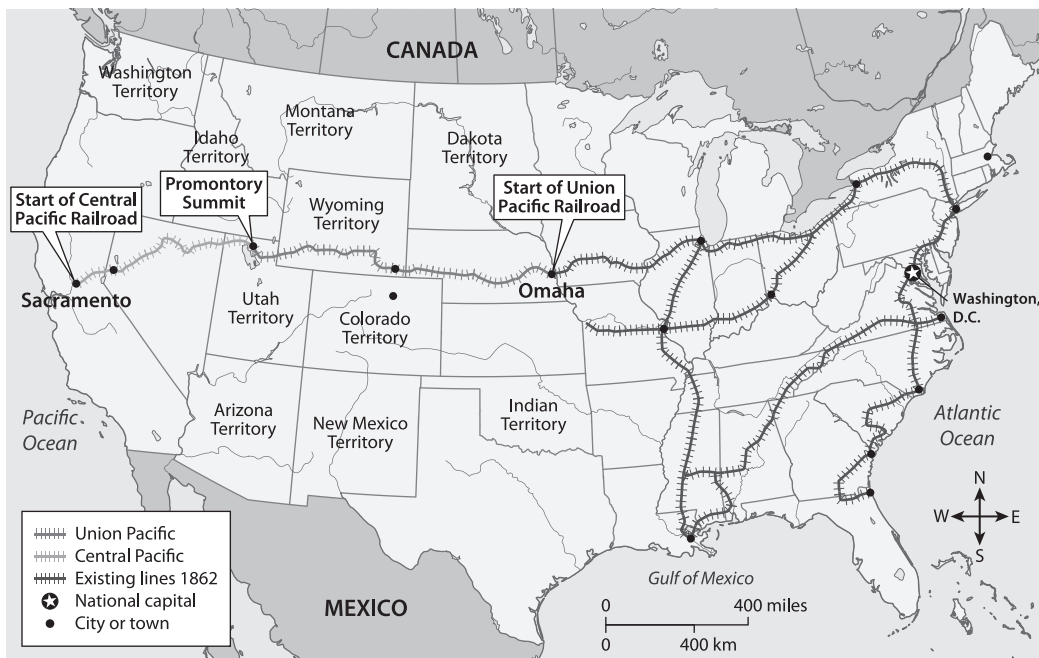 CANADA
Washington
Territory
Montana
Territory
Dakota
Territory
Idaho
Territory
Start of Central
Pacific Railroad
Promontory
Summit
Wyoming
Territory
Start of Union
Pacific Railroad
Sacramento
Omaha
Utah
Territory
Colorado
Territory
Washington,
D.C.
Pacific
Ocean
Arizona
Territory
New Mexico
Territory
Indian
Territory
Atlantic
Ocean
N
W
E
S
Union Pacific
Central Pacific
Existing lines 1862
National capital
City or town
MEXICO
Gulf of Mexico
0
400 miles
0
400 km